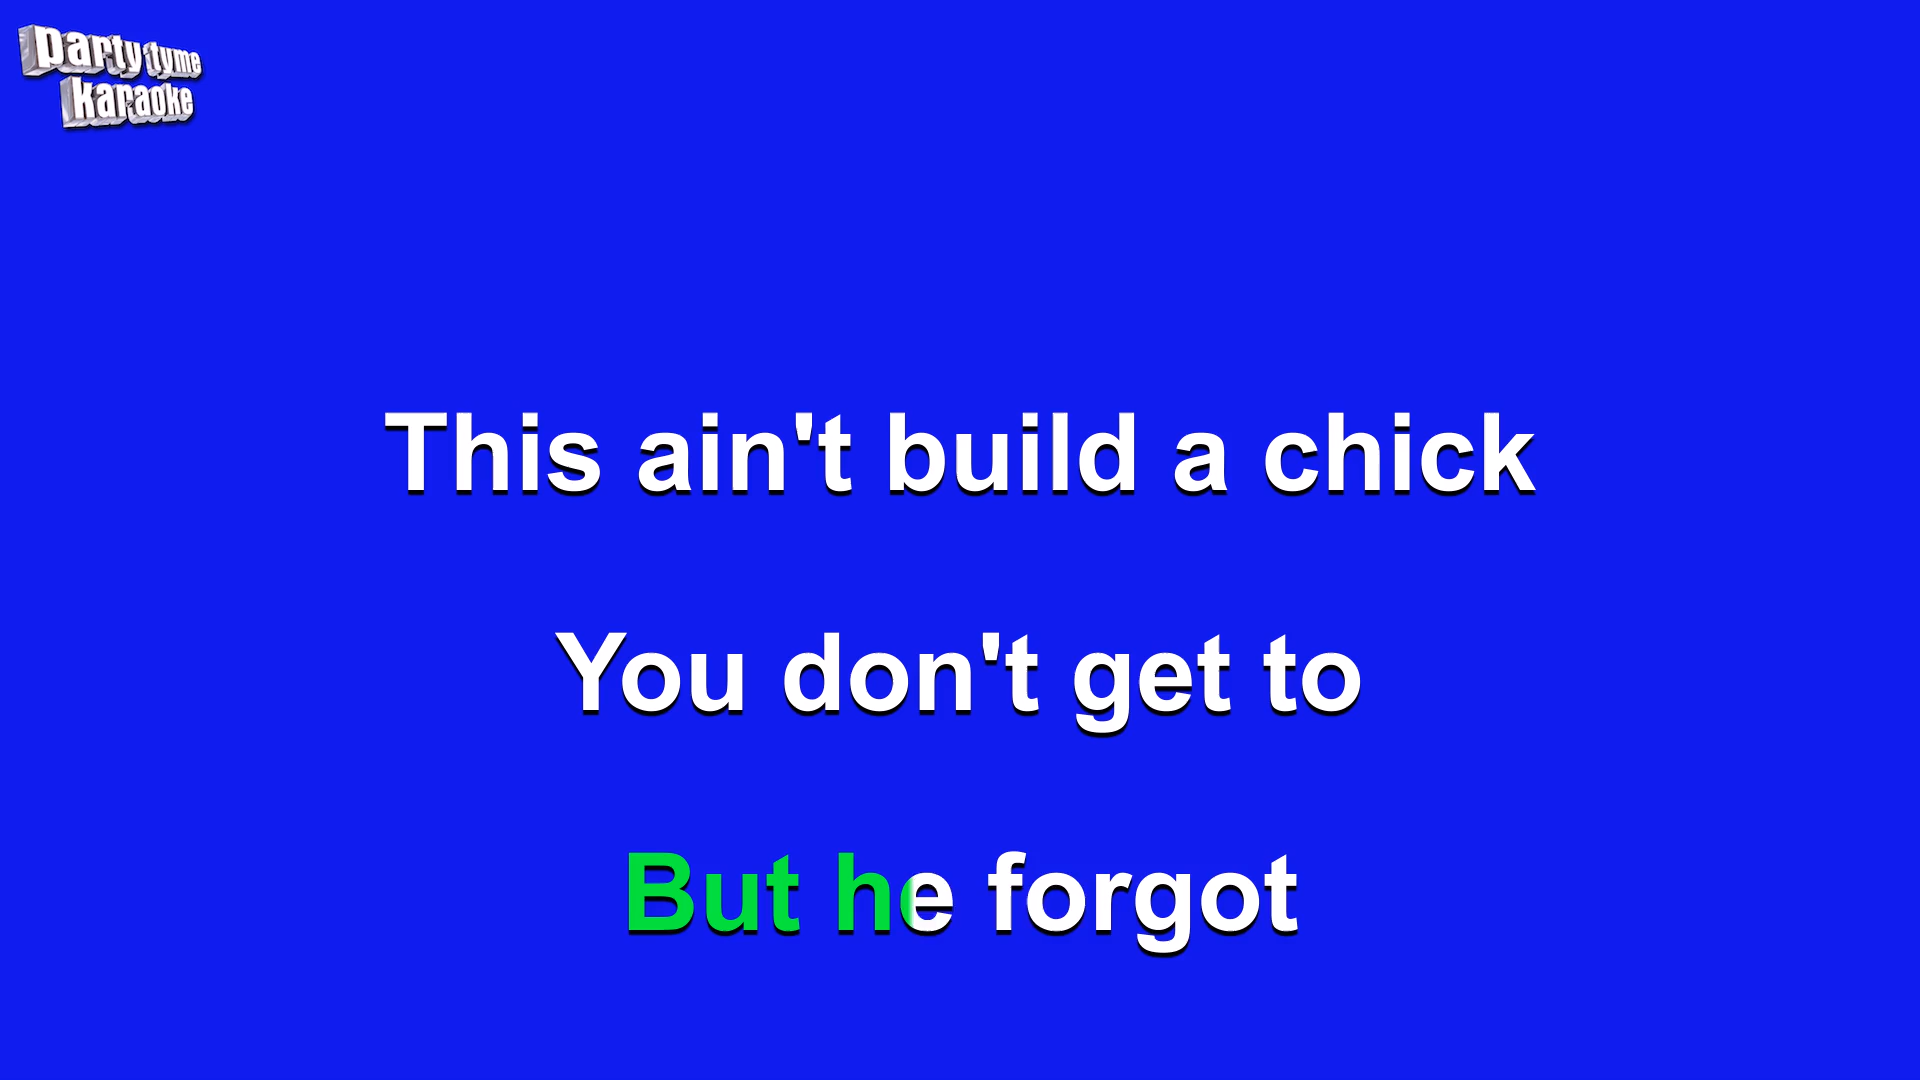 party tyme
karaoke
This ain't build a chick
You don't get to
But he forgot